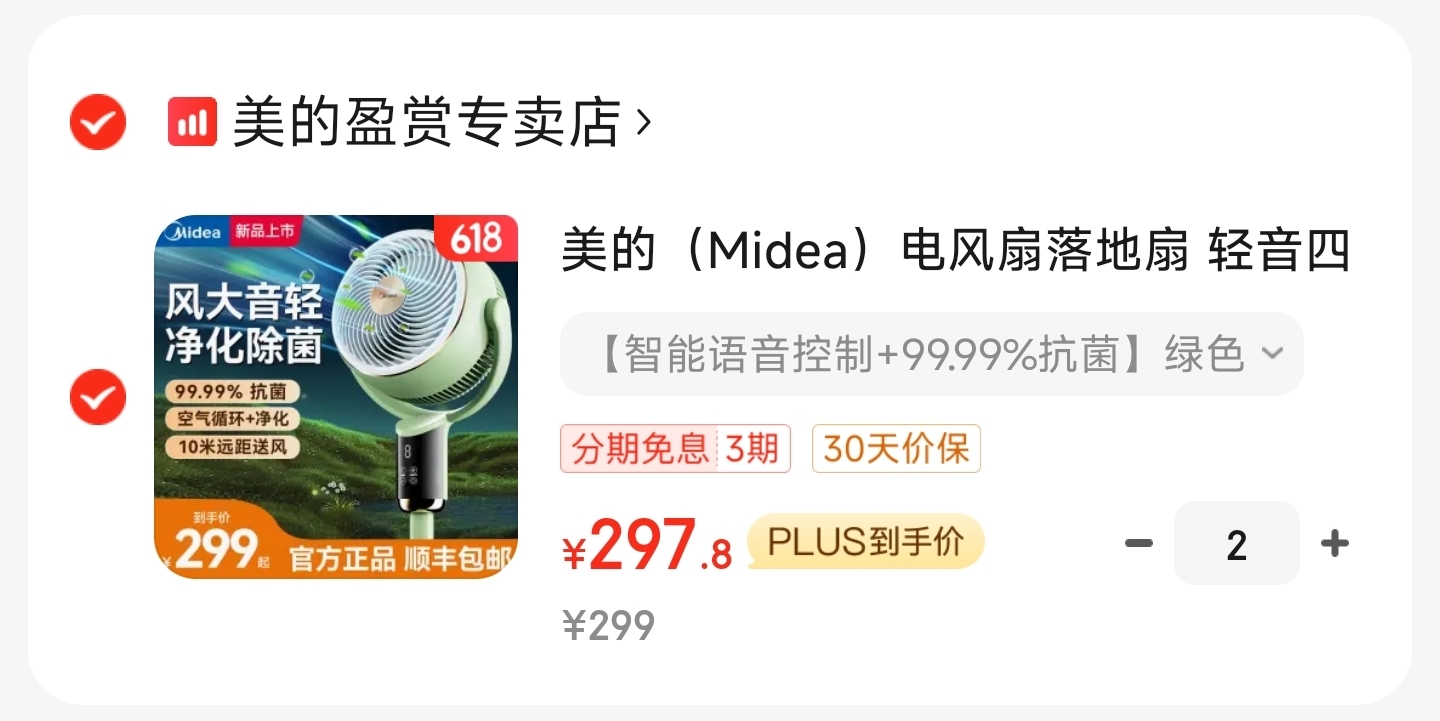 美的盈赏专卖店
Midea 新品上市
618
风大音轻
净化除菌
99.99% 抗菌
空气循环+净化
10米远距送风
到手价
¥299起
官方正品 顺丰包邮
美的（Midea）电风扇落地扇 轻音四
【智能语音控制+99.99%抗菌】绿色
分期免息 3期 30天价保
¥297.8 PLUS到手价
2
¥299